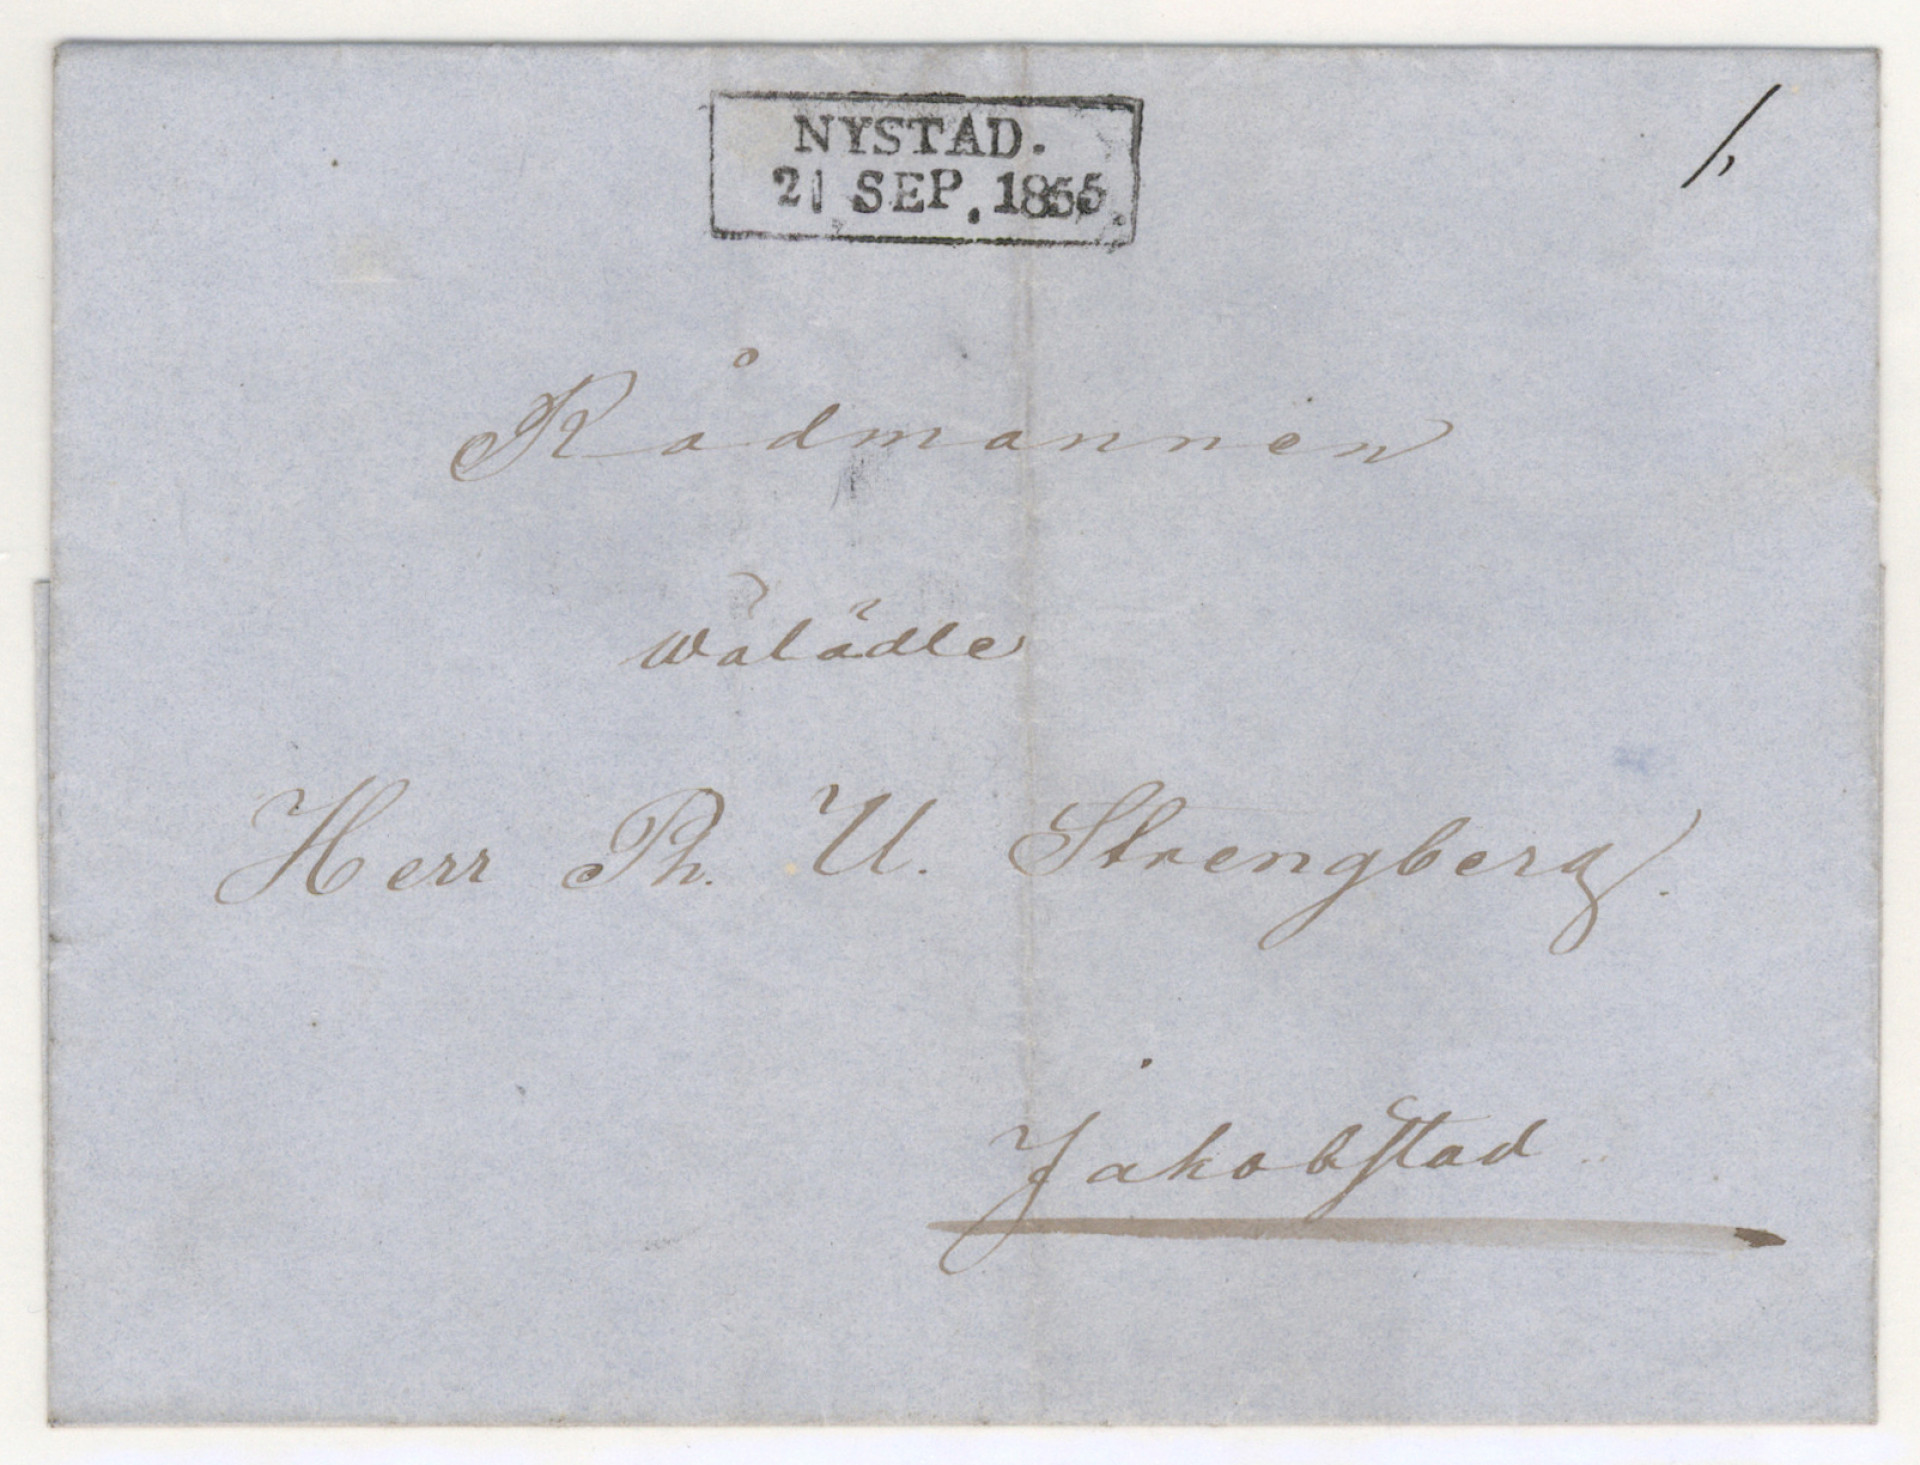 NYSTAD.
21 SEP. 1855.
1.
Rådmannen
Wälädle
Herr Ph. U. Strengberg.
Jakobstad